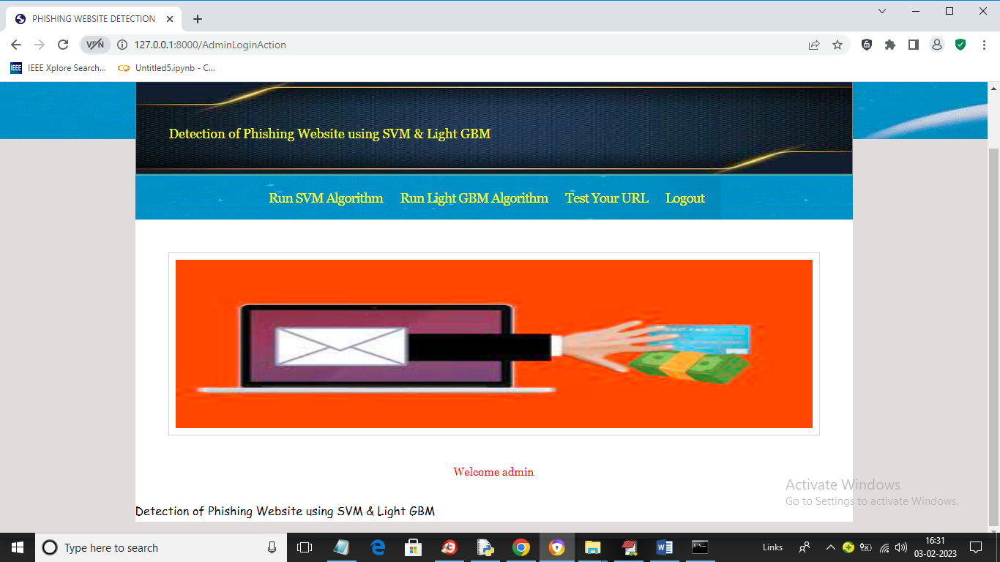 PHISHING WEBSITE DETECTION
VPN
127.0.0.1:8000/AdminLoginAction
IEEE IEEE Xplore Search...
Untitled5.ipynb - C...
Detection of Phishing Website using SVM & Light GBM
Run SVM Algorithm Run Light GBM Algorithm Test Your URL Logout
Welcome admin
Activate Windows
Go to Settings to activate Windows.
Detection of Phishing Website using SVM & Light GBM
Type here to search
Links
16:31
03-02-2023